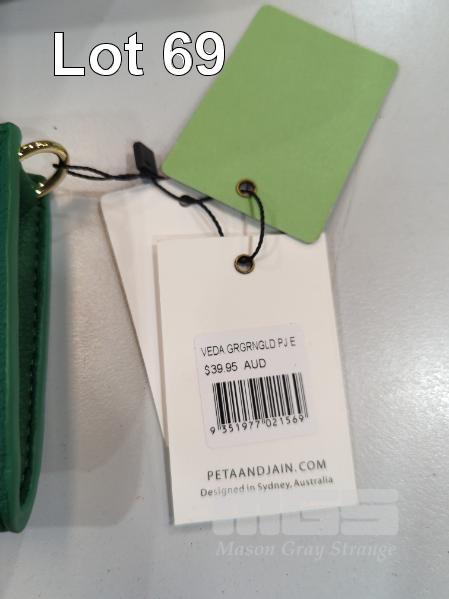 Lot 69
VEDA.GRGRNGLD PJ E
$39.95 AUD
9 351977 021569
PETAANDJAIN.COM
Designed in Sydney, Australia
MGS
Mason Gray Strange